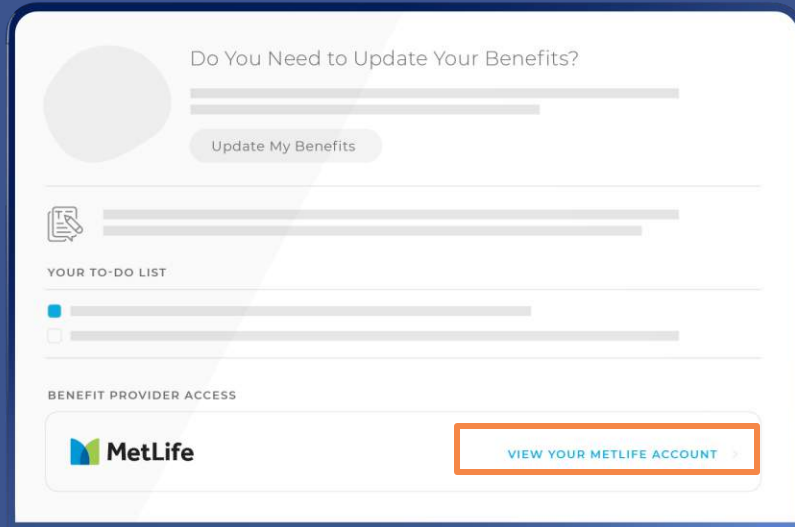 Do You Need to Update Your Benefits?
Update My Benefits
YOUR TO-DO LIST
BENEFIT PROVIDER ACCESS
MetLife
VIEW YOUR METLIFE ACCOUNT